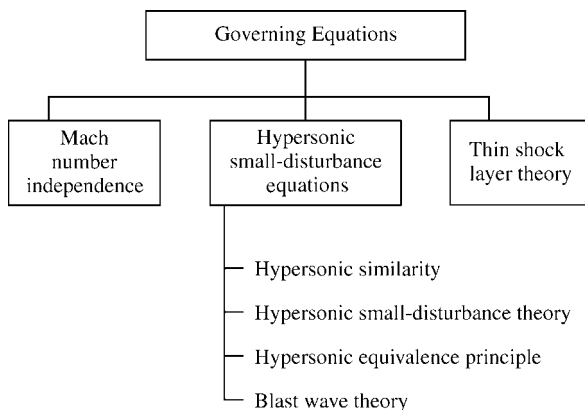 Governing Equations
Mach
number
independence
Hypersonic
small-disturbance
equations
Thin shock
layer theory
Hypersonic similarity
Hypersonic small-disturbance theory
Hypersonic equivalence principle
Blast wave theory